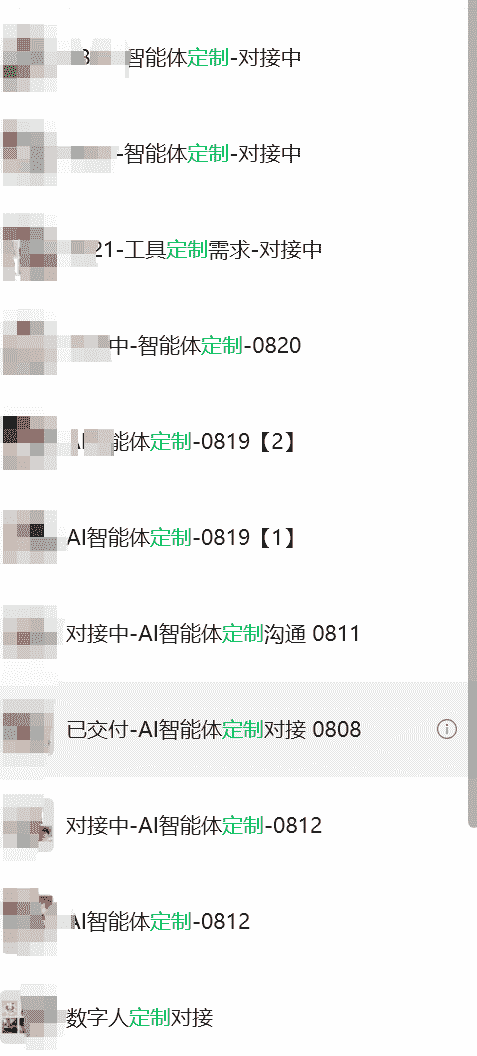 智能体定制-对接中
-智能体定制-对接中
21-工具定制需求-对接中
中-智能体定制-0820
能体定制-0819【2】
AI智能体定制-0819【1】
对接中-AI智能体定制沟通 0811
已交付-AI智能体定制对接 0808
对接中-AI智能体定制-0812
AI智能体定制-0812
数字人定制对接